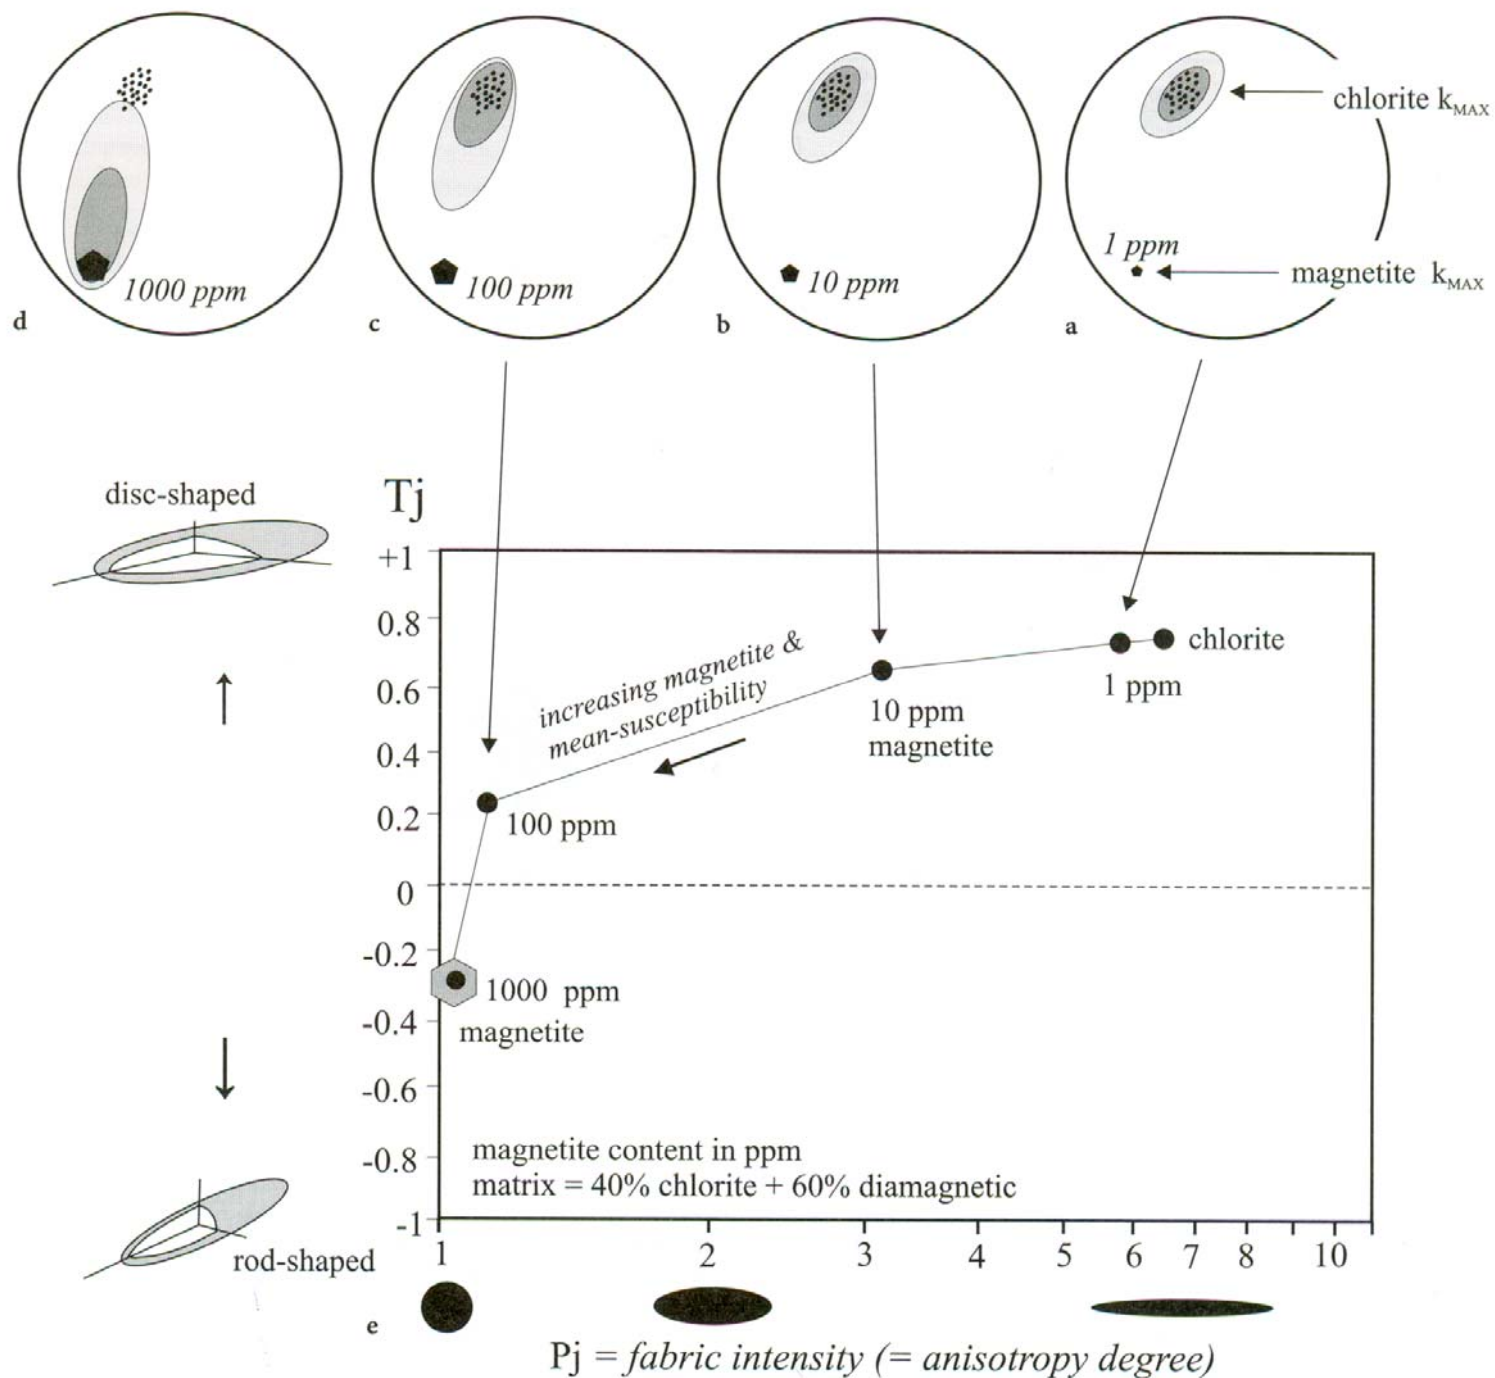 chlorite kMAX
1 ppm
magnetite kMAX
1000 ppm
100 ppm
10 ppm
d
c
b
a
disc-shaped
Tj
+1
0.8
0.6
0.4
0.2
0
-0.2
-0.4
-0.6
-0.8
-1
increasing magnetite &
mean-susceptibility
chlorite
1 ppm
10 ppm
magnetite
100 ppm
1000 ppm
magnetite
magnetite content in ppm
matrix = 40% chlorite + 60% diamagnetic
rod-shaped
1 2 3 4 5 6 7 8 10
e
Pj = fabric intensity (= anisotropy degree)